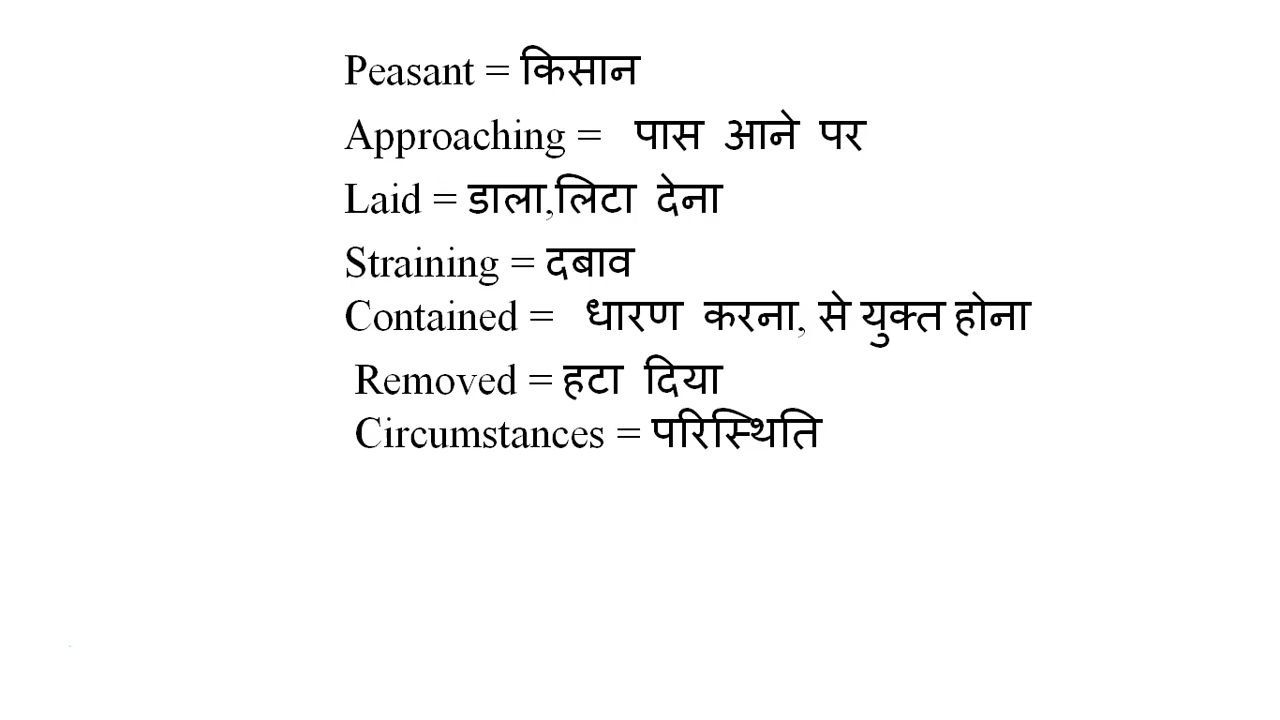 Peasant = किसान
Approaching = पास आने पर
Laid = डाला,लिटा देना
Straining = दबाव
Contained = धारण करना, से युक्त होना
Removed = हटा दिया
Circumstances = परिस्थिति